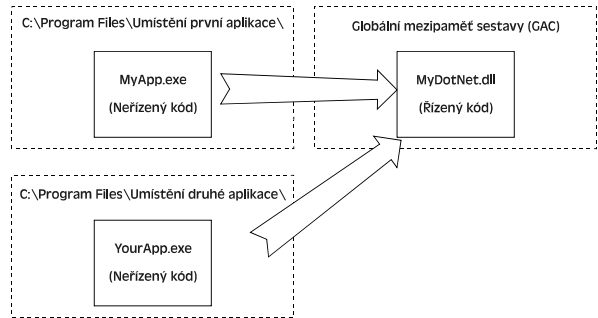 C:\Program Files\Umístění první aplikace\
MyApp.exe
(Neřízený kód)
Globální mezipaměť sestavy (GAC)
MyDotNet.dll
(Řízený kód)
C:\Program Files\Umístění druhé aplikace\
YourApp.exe
(Neřízený kód)